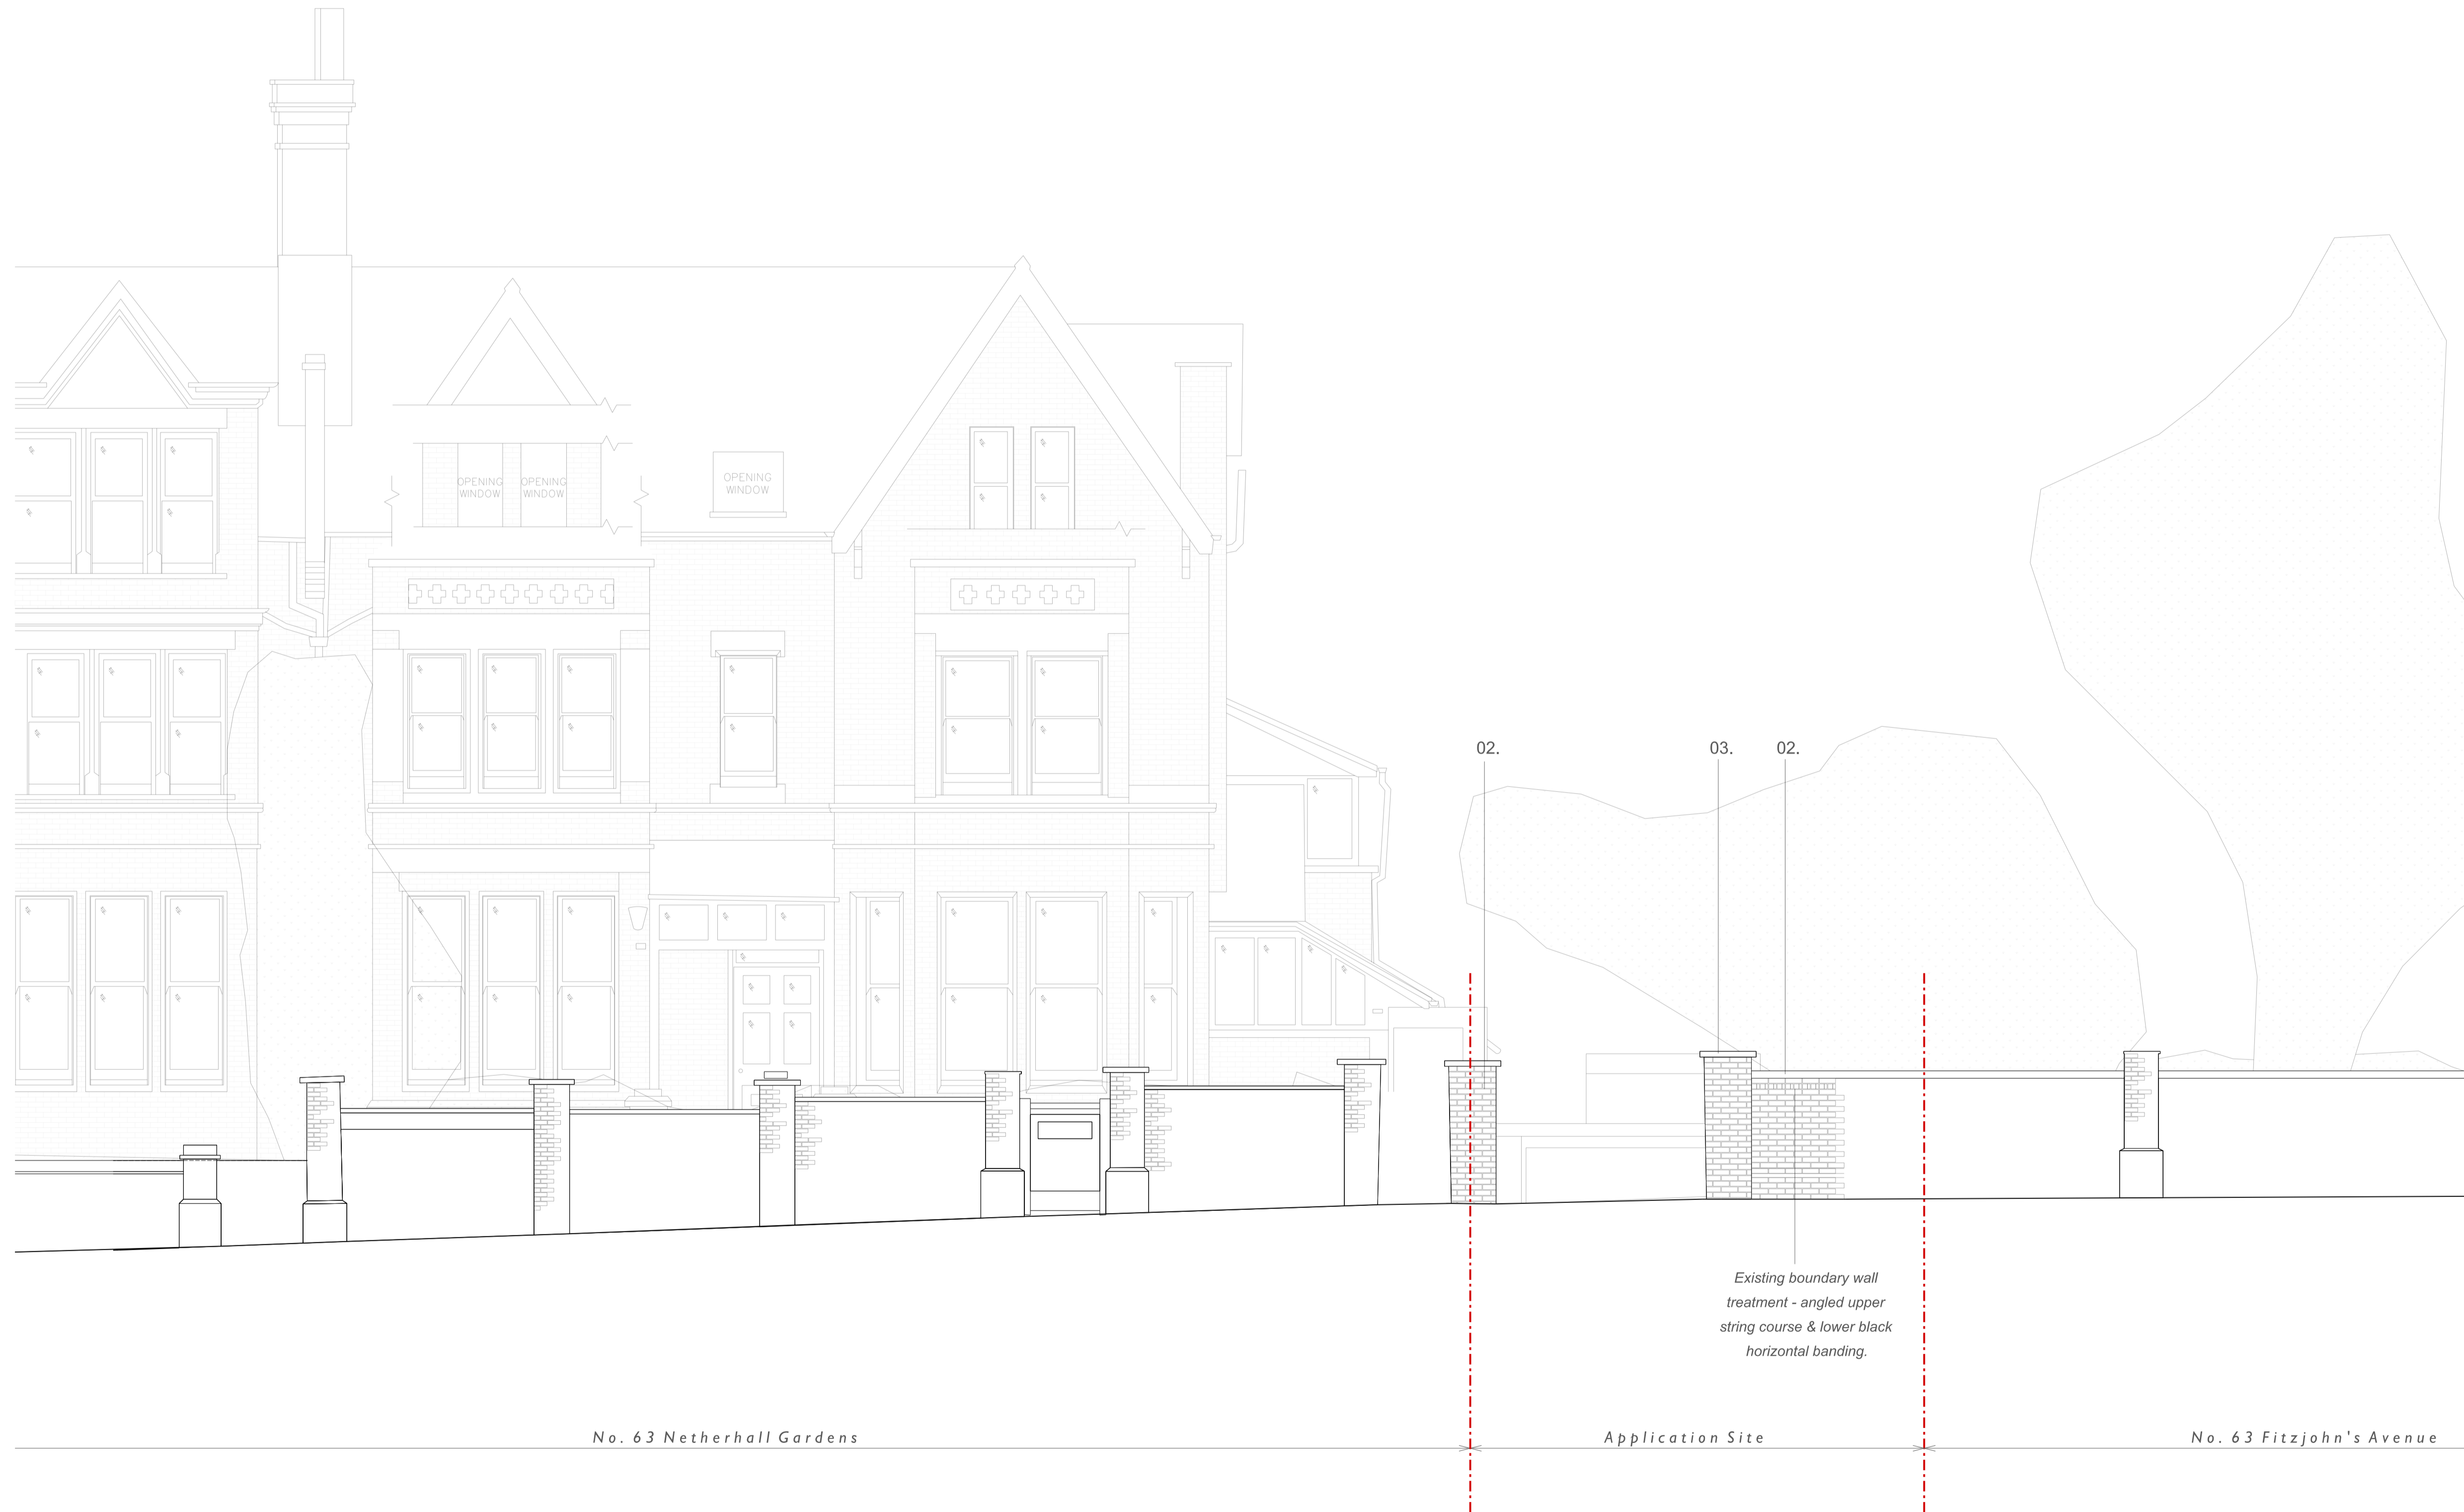 OPENING
WINDOW
OPENING
WINDOW
OPENING
WINDOW
02.
03.
02.
Existing boundary wall
treatment - angled upper
string course & lower black
horizontal banding.
No. 63 Netherhall Gardens
Application Site
No. 63 Fitzjohn's Avenue